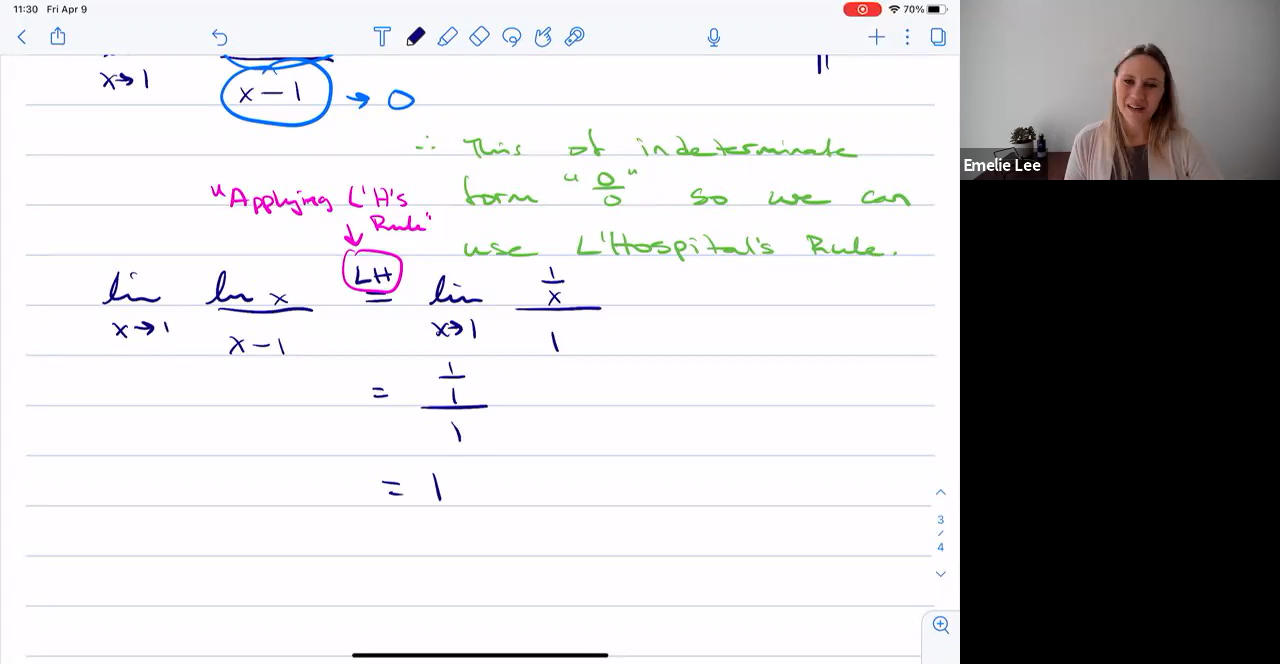 11:30 Fri Apr 9 70%
x→1
x-1 → 0
∴ This of indeterminate
Emelie Lee
form "0/0" so we can
"Applying L'H's
Rule"
use L'Hospital's Rule.
LH
lim ln x = lim 1/x
x→1 x-1 x→1 1
= 1/1
1
= 1
3
/
4